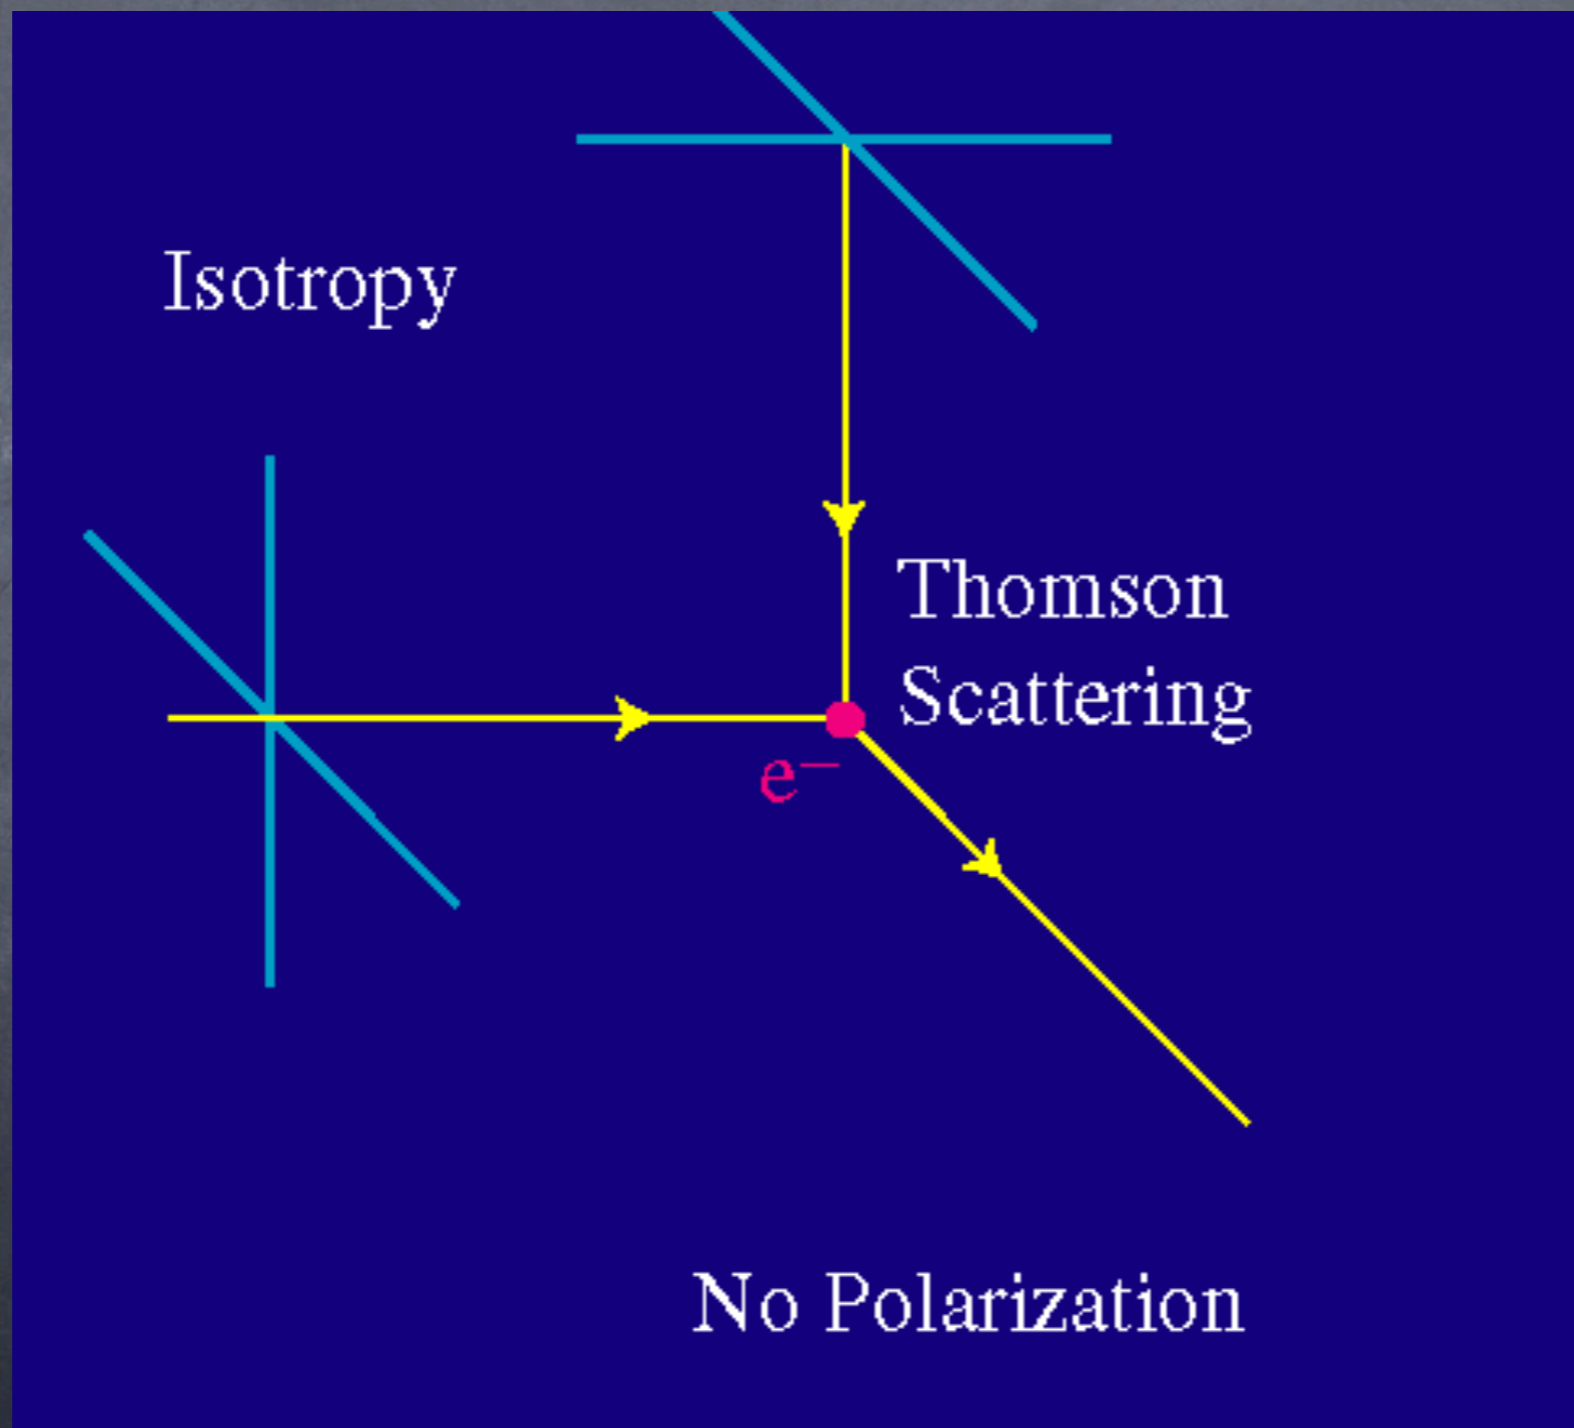 Isotropy
Thomson
Scattering
e⁻
No Polarization